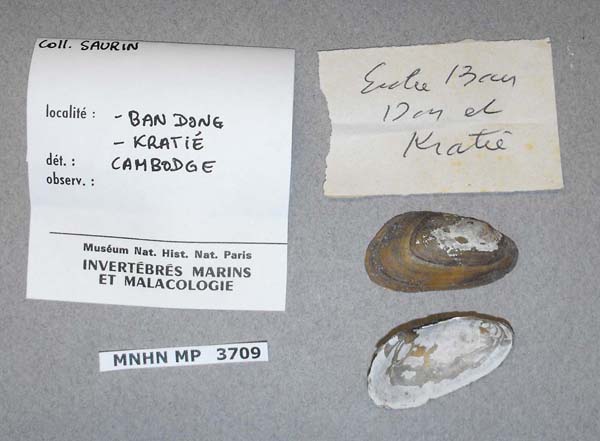 Coll. SAURIN
localité : - BAN DONG
- KRATIÉ
dét. : CAMBODGE
observ. :
Muséum Nat. Hist. Nat. Paris
INVERTÉBRÉS MARINS
ET MALACOLOGIE
Entre Ban
Don et
Kratié
MNHN MP 3709